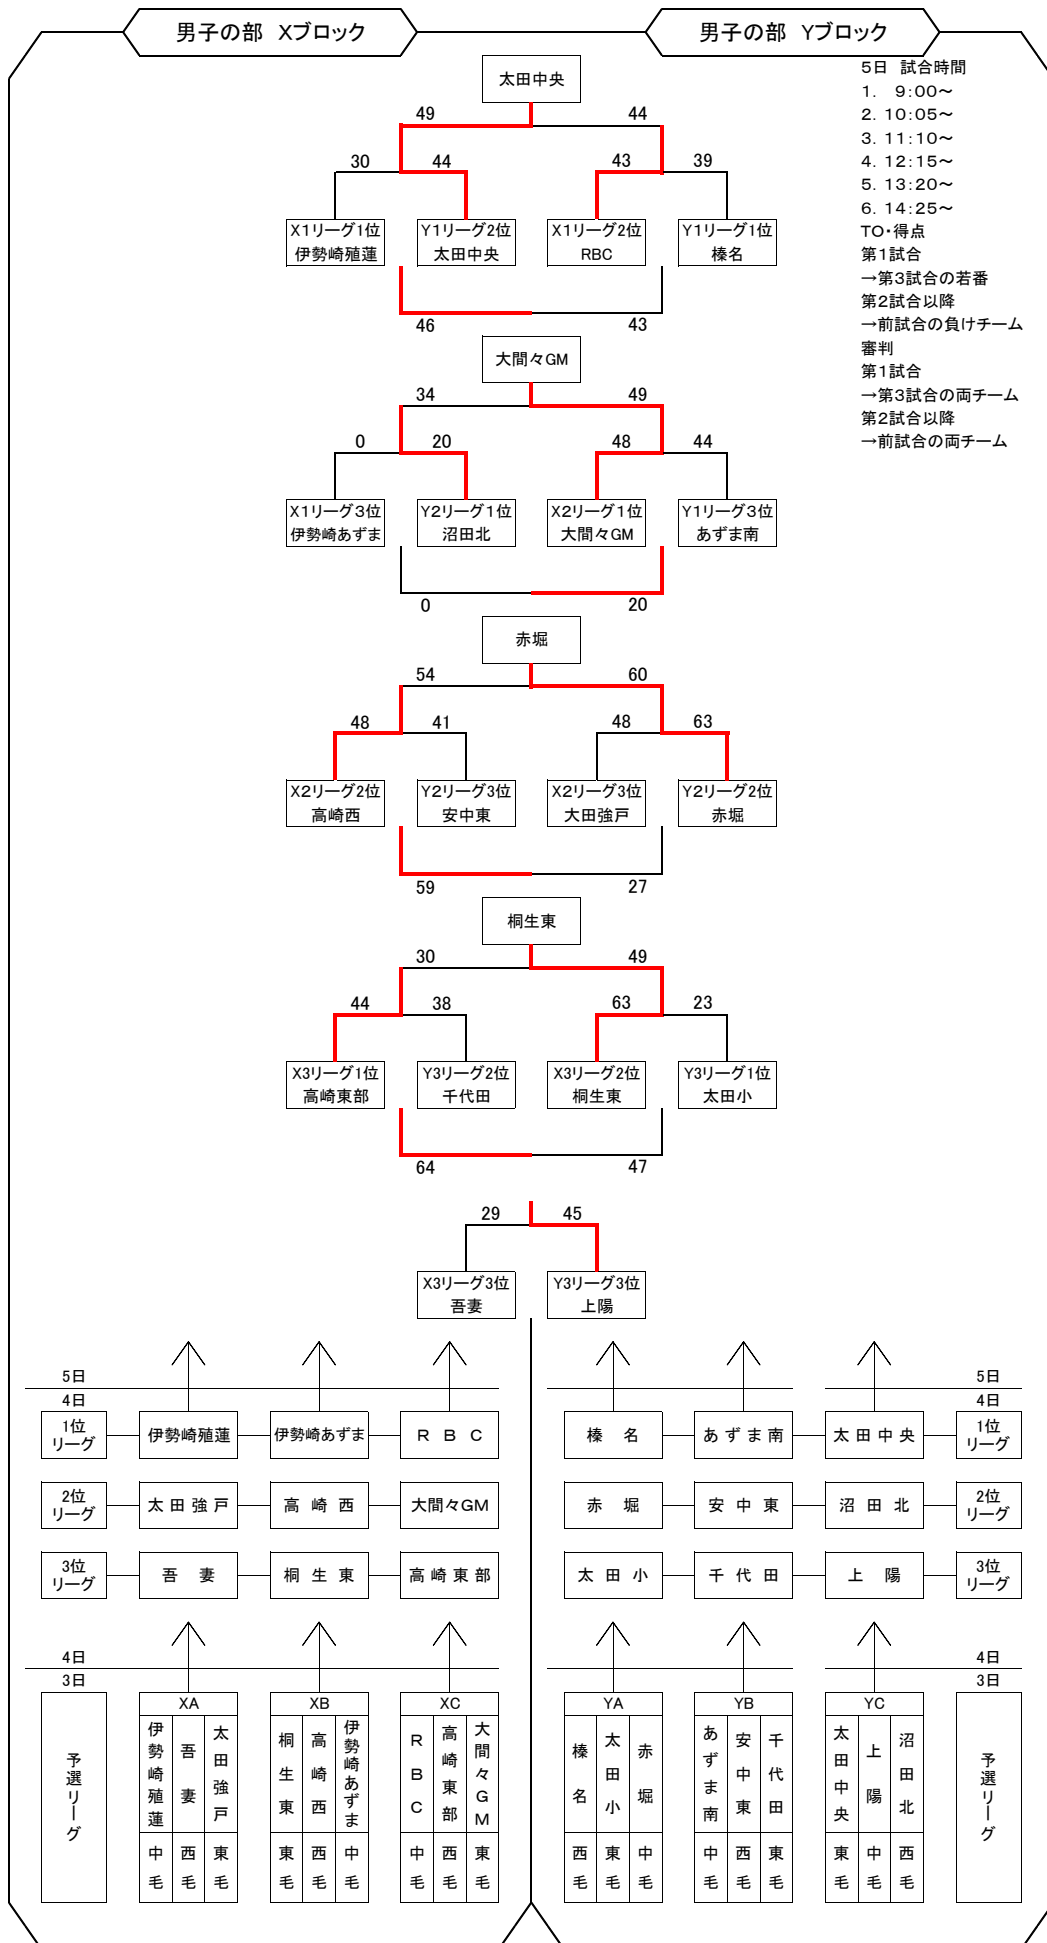 男子の部 Xブロック
男子の部 Yブロック
5日 試合時間
1. 9:00~
2. 10:05~
3. 11:10~
4. 12:15~
5. 13:20~
6. 14:25~
TO・得点
第1試合
→第3試合の若番
第2試合以降
→前試合の負けチーム
審判
第1試合
→第3試合の両チーム
第2試合以降
→前試合の両チーム
太田中央
49 44
30 44 43 39
X1リーグ1位 Y1リーグ2位 X1リーグ2位 Y1リーグ1位
伊勢崎殖蓮 太田中央 RBC 榛名
46 43
大間々GM
34 49
0 20 48 44
X1リーグ3位 Y2リーグ1位 X2リーグ1位 Y1リーグ3位
伊勢崎あずま 沼田北 大間々GM あずま南
0 20
赤堀
54 60
48 41 48 63
X2リーグ2位 Y2リーグ3位 X2リーグ3位 Y2リーグ2位
高崎西 安中東 大田強戸 赤堀
59 27
桐生東
30 49
44 38 63 23
X3リーグ1位 Y3リーグ2位 X3リーグ2位 Y3リーグ1位
高崎東部 千代田 桐生東 太田小
64 47
29 45
X3リーグ3位 Y3リーグ3位
吾妻 上陽
5日 5日
4日 4日
1位リーグ 伊勢崎殖蓮 伊勢崎あずま RBC 榛名 あずま南 太田中央 1位リーグ
2位リーグ 太田強戸 高崎西 大間々GM 赤堀 安中東 沼田北 2位リーグ
3位リーグ 吾妻 桐生東 高崎東部 太田小 千代田 上陽 3位リーグ
4日 4日
3日 3日
予選リーグ
XA
伊勢崎殖蓮 吾妻 太田強戸
中毛 西毛 東毛
XB
桐生東 高崎西 伊勢崎あずま
東毛 西毛 中毛
XC
RBC 高崎東部 大間々GM
中毛 西毛 東毛
YA
榛名 太田小 赤堀
西毛 東毛 中毛
YB
あずま南 安中東 千代田
中毛 西毛 東毛
YC
太田中央 上陽 沼田北
東毛 中毛 西毛
予選リーグ